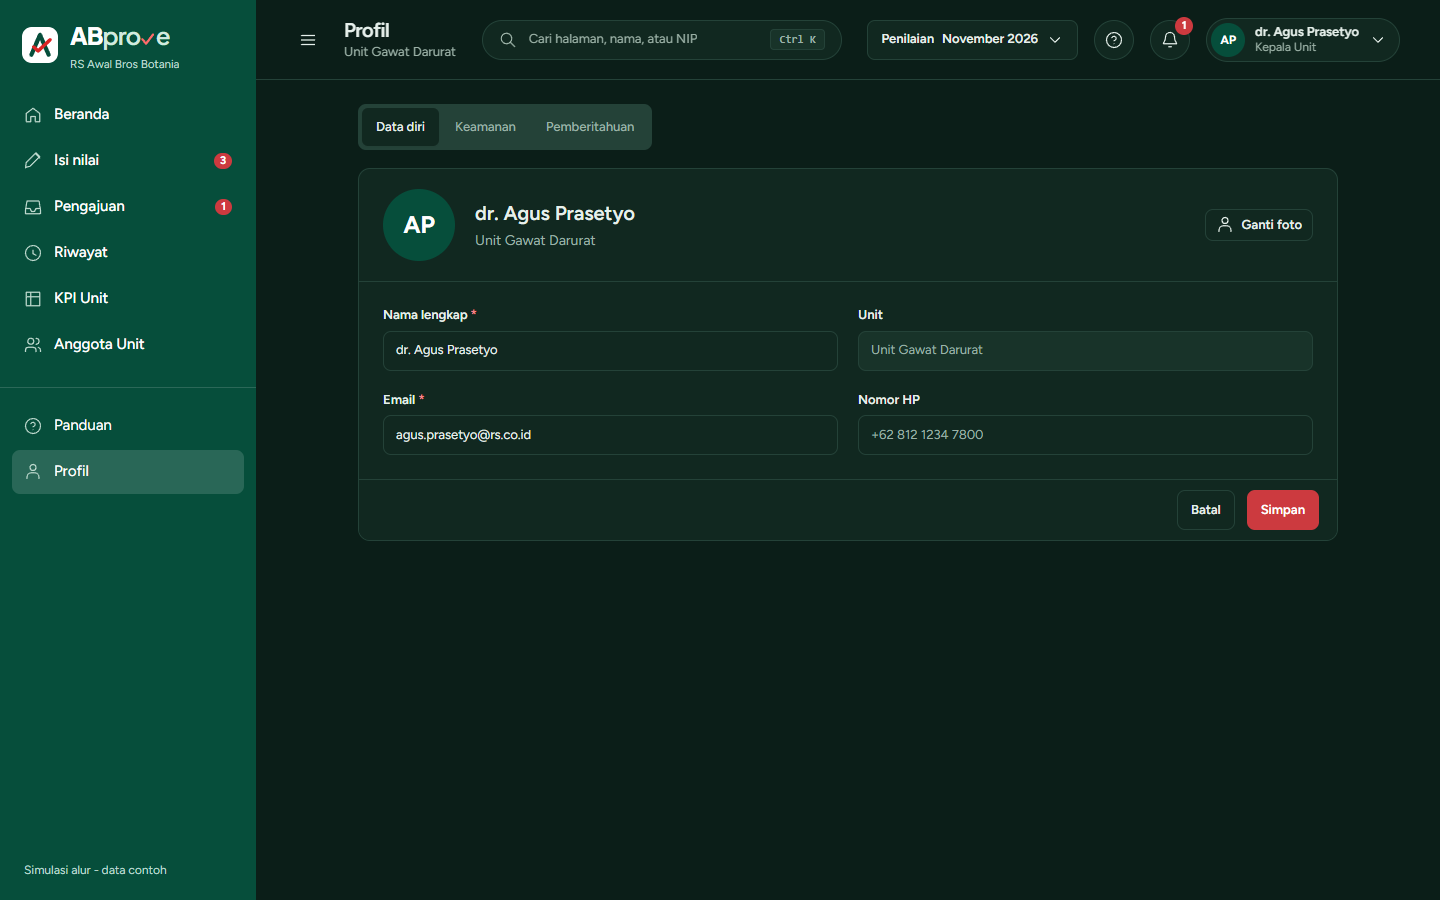 ABprove
RS Awal Bros Botania
Beranda
Isi nilai 3
Pengajuan 1
Riwayat
KPI Unit
Anggota Unit
Panduan
Profil
Simulasi alur - data contoh
Profil
Unit Gawat Darurat
Cari halaman, nama, atau NIP Ctrl K
Penilaian November 2026
1
AP
dr. Agus Prasetyo
Kepala Unit
Data diri Keamanan Pemberitahuan
AP
dr. Agus Prasetyo
Unit Gawat Darurat
Ganti foto
Nama lengkap * Unit
dr. Agus Prasetyo Unit Gawat Darurat
Email * Nomor HP
agus.prasetyo@rs.co.id +62 812 1234 7800
Batal Simpan